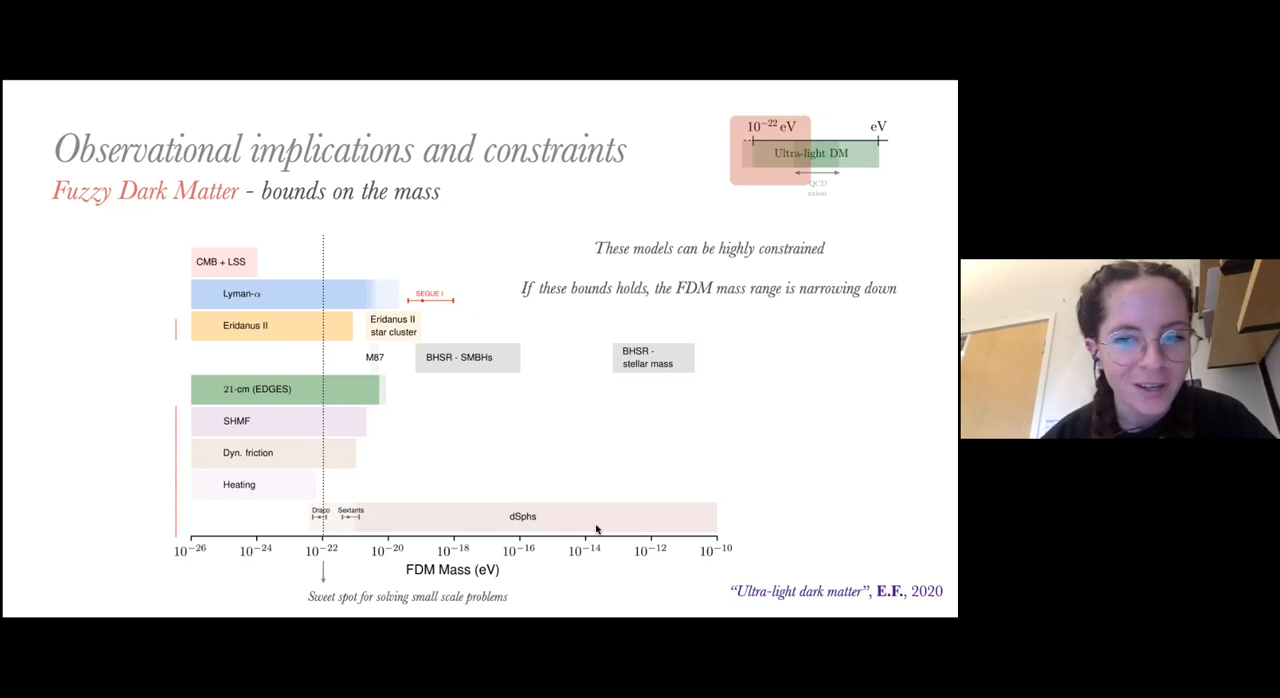 Observational implications and constraints
Fuzzy Dark Matter - bounds on the mass
10⁻²² eV
eV
Ultra-light DM
QCD
axion
These models can be highly constrained
If these bounds holds, the FDM mass range is narrowing down
CMB + LSS
Lyman-α
SEGUE I
Eridanus II
Eridanus II
star cluster
M87
BHSR - SMBHs
BHSR -
stellar mass
21-cm (EDGES)
SHMF
Dyn. friction
Heating
Draco
Sextants
dSphs
10⁻²⁶ 10⁻²⁴ 10⁻²² 10⁻²⁰ 10⁻¹⁸ 10⁻¹⁶ 10⁻¹⁴ 10⁻¹² 10⁻¹⁰
FDM Mass (eV)
Sweet spot for solving small scale problems
"Ultra-light dark matter", E.F., 2020